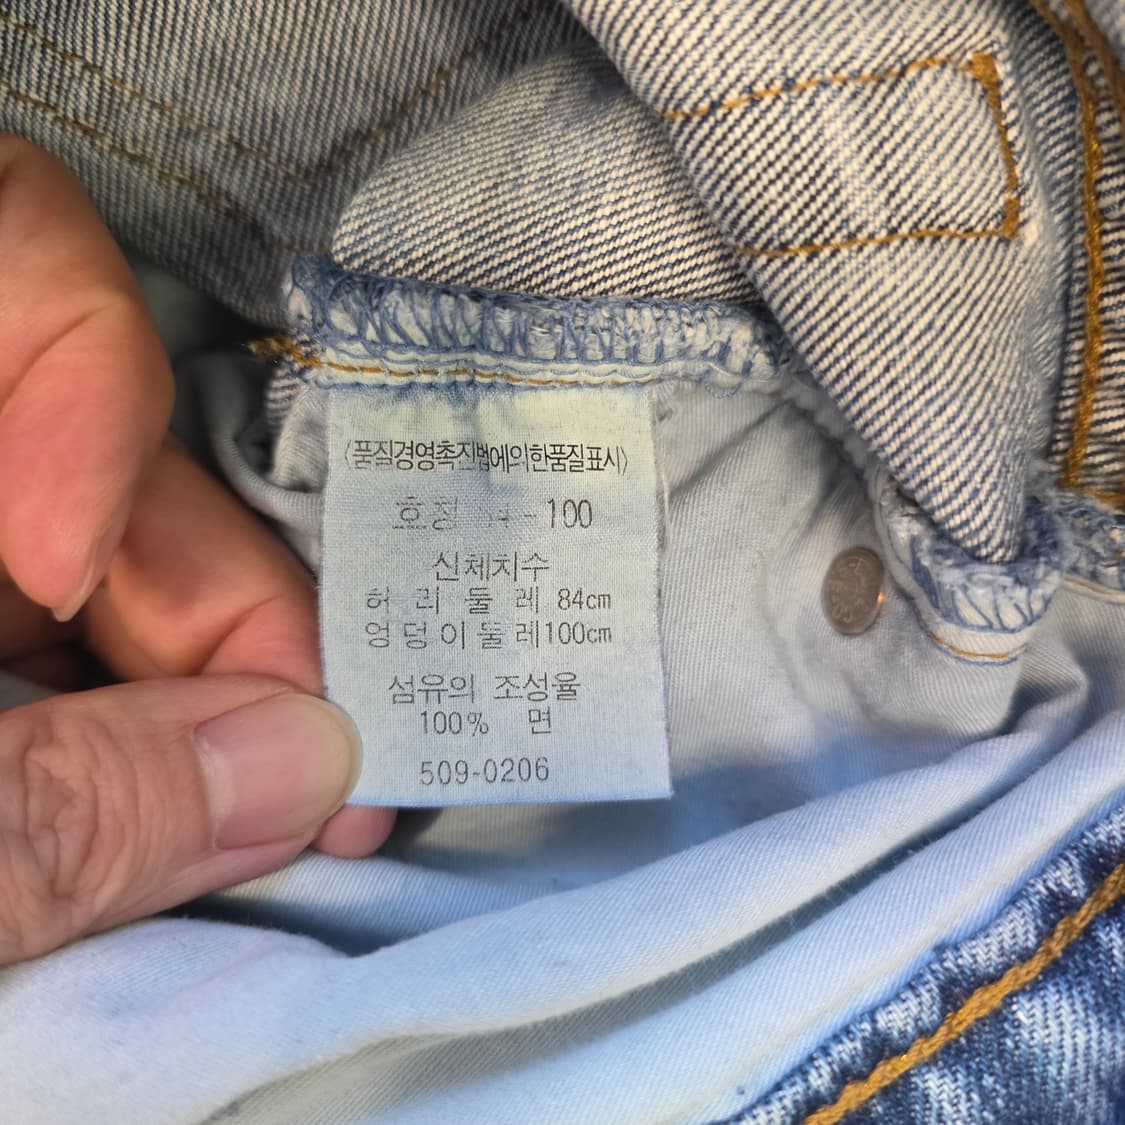 (품질경영촉진법에의한품질표시)
호칭 - 100
신체치수
허 리 둘 레 84cm
엉덩이둘레100cm
섬유의 조성율
100% 면
509-0206